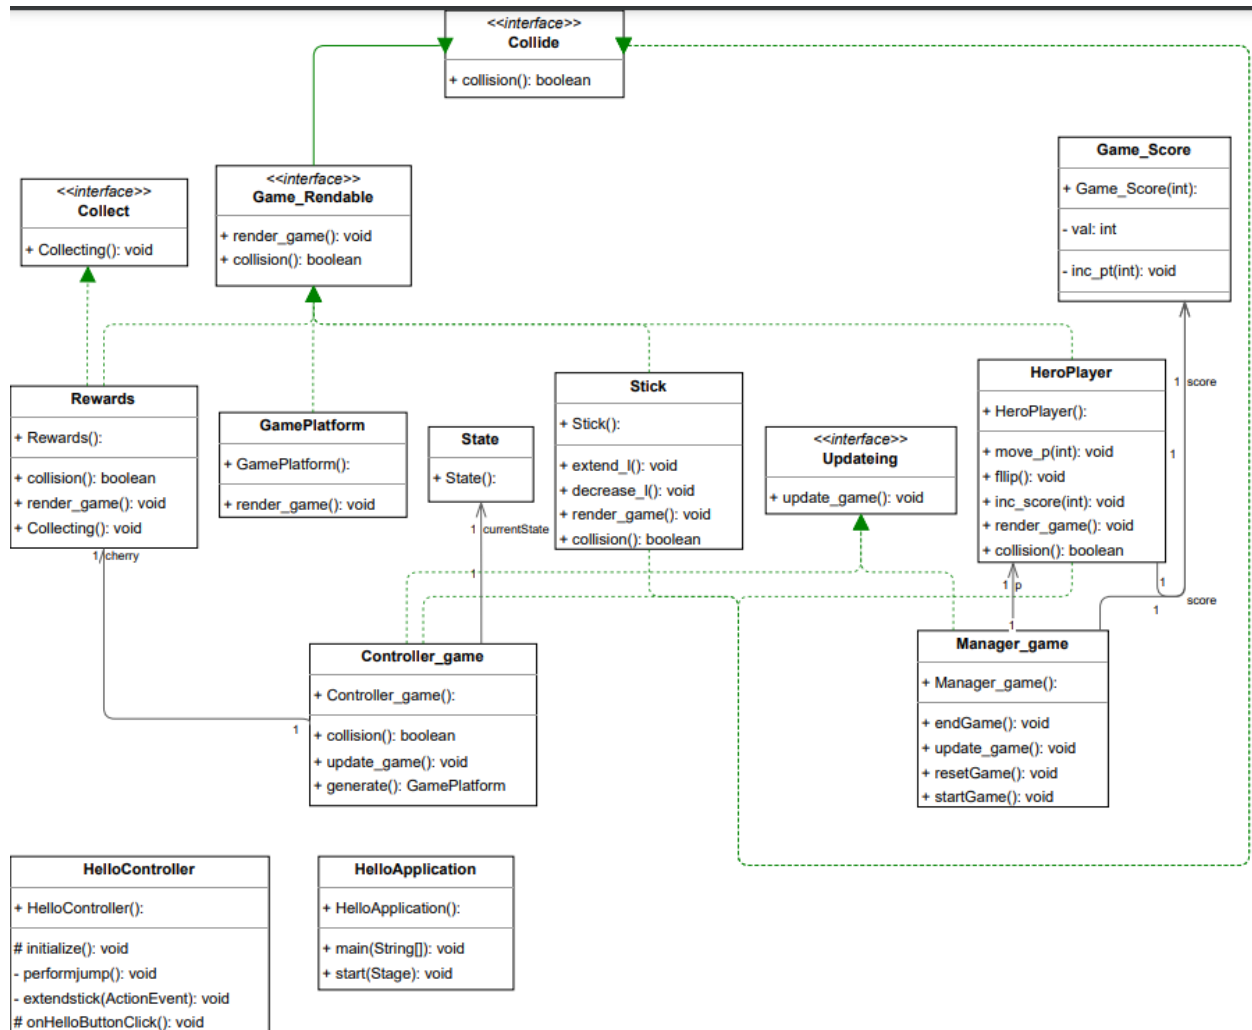 <<interface>>
Collide
+ collision(): boolean
<<interface>>
Collect
+ Collecting(): void
<<interface>>
Game_Rendable
+ render_game(): void
+ collision(): boolean
Game_Score
+ Game_Score(int):
- val: int
- inc_pt(int): void
Rewards
+ Rewards():
+ collision(): boolean
+ render_game(): void
+ Collecting(): void
GamePlatform
+ GamePlatform():
+ render_game(): void
State
+ State():
Stick
+ Stick():
+ extend_l(): void
+ decrease_l(): void
+ render_game(): void
+ collision(): boolean
<<interface>>
Updateing
+ update_game(): void
HeroPlayer
+ HeroPlayer():
+ move_p(int): void
+ fllip(): void
+ inc_score(int): void
+ render_game(): void
+ collision(): boolean
1 score
1
1 cherry
1 currentState
1
1 p
1
1
score
1
1
Controller_game
+ Controller_game():
+ collision(): boolean
+ update_game(): void
+ generate(): GamePlatform
Manager_game
+ Manager_game():
+ endGame(): void
+ update_game(): void
+ resetGame(): void
+ startGame(): void
HelloController
+ HelloController():
# initialize(): void
- performjump(): void
- extendstick(ActionEvent): void
# onHelloButtonClick(): void
HelloApplication
+ HelloApplication():
+ main(String[]): void
+ start(Stage): void